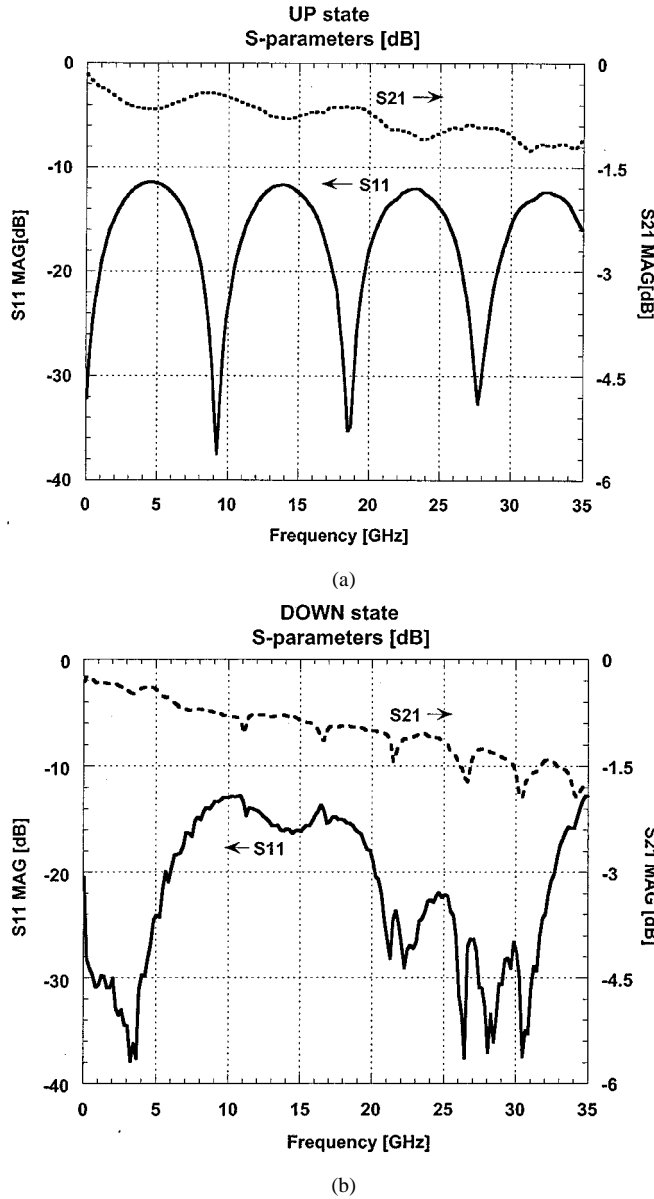 UP state
S-parameters [dB]
0
-10
-20
-30
-40
S11 MAG[dB]
S21
S11
0
-1.5
-3
-4.5
-6
S21 MAG[dB]
0
5
10
15
20
25
30
35
Frequency [GHz]
(a)
DOWN state
S-parameters [dB]
0
-10
-20
-30
-40
S11 MAG [dB]
S21
S11
0
-1.5
-3
-4.5
-6
S21 MAG [dB]
0
5
10
15
20
25
30
35
Frequency [GHz]
(b)